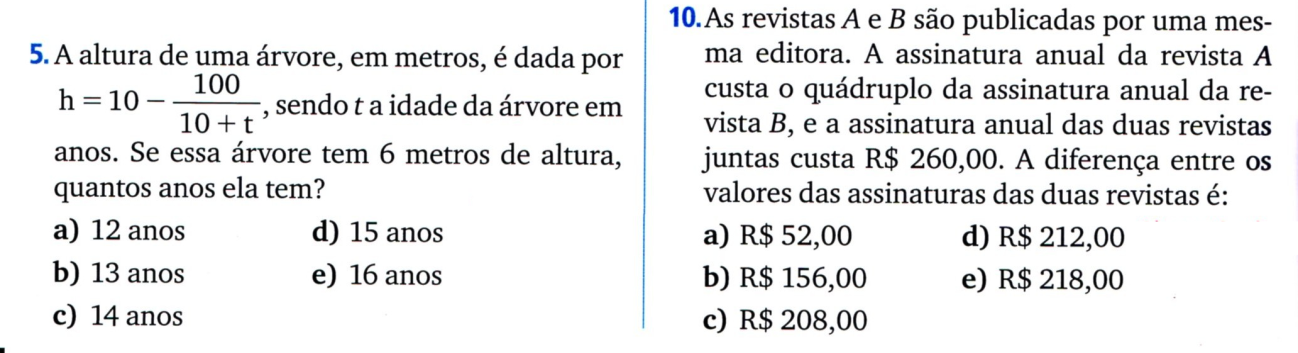 5. A altura de uma árvore, em metros, é dada por
h = 10 − 100/(10 + t), sendo t a idade da árvore em
anos. Se essa árvore tem 6 metros de altura,
quantos anos ela tem?
a) 12 anos d) 15 anos
b) 13 anos e) 16 anos
c) 14 anos
10. As revistas A e B são publicadas por uma mes-
ma editora. A assinatura anual da revista A
custa o quádruplo da assinatura anual da re-
vista B, e a assinatura anual das duas revistas
juntas custa R$ 260,00. A diferença entre os
valores das assinaturas das duas revistas é:
a) R$ 52,00 d) R$ 212,00
b) R$ 156,00 e) R$ 218,00
c) R$ 208,00